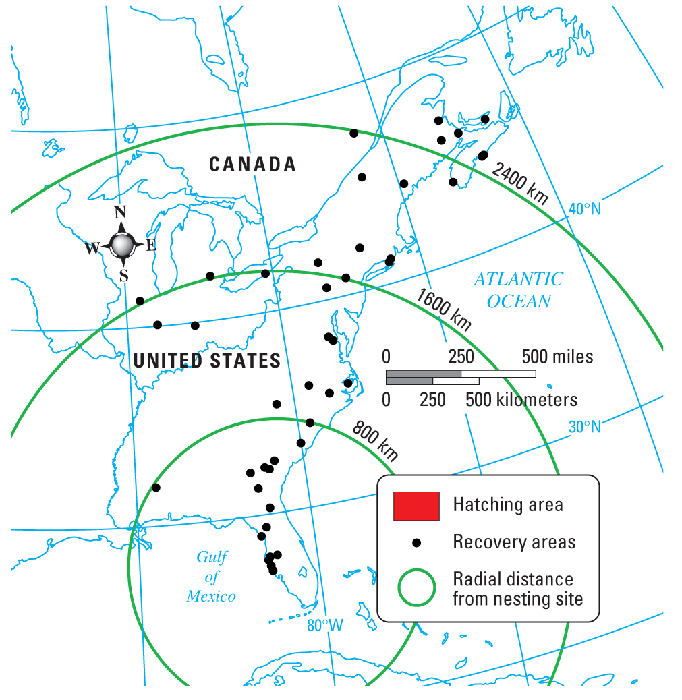 CANADA
2400 km
N
W
E
S
40°N
ATLANTIC
OCEAN
1600 km
UNITED STATES
0 250 500 miles
0 250 500 kilometers
30°N
800 km
Hatching area
Recovery areas
Radial distance
from nesting site
Gulf
of
Mexico
80°W